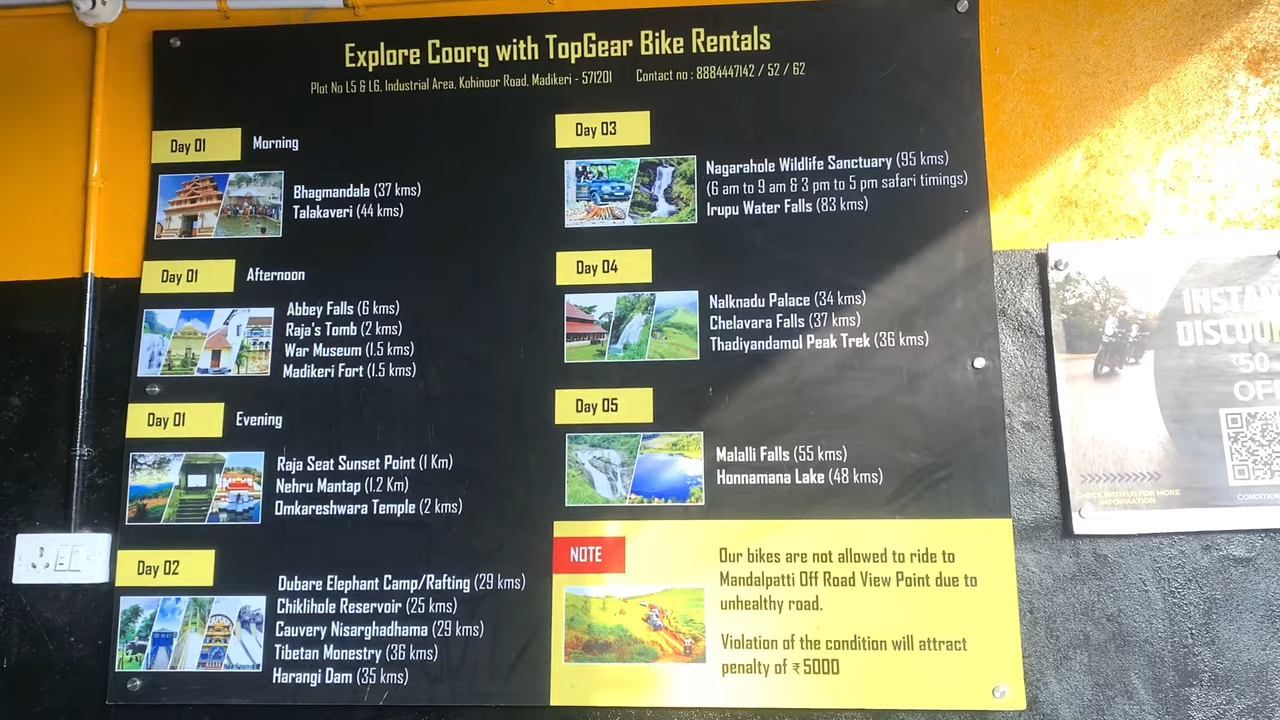 Explore Coorg with TopGear Bike Rentals
Plot No L5 & L6, Industrial Area, Kohinoor Road, Madikeri - 571201 Contact no : 8884447142 / 52 / 62
Day 01 Morning
Bhagmandala (37 kms)
Talakaveri (44 kms)
Day 01 Afternoon
Abbey Falls (6 kms)
Raja's Tomb (2 kms)
War Museum (1.5 kms)
Madikeri Fort (1.5 kms)
Day 01 Evening
Raja Seat Sunset Point (1 Km)
Nehru Mantap (1.2 Km)
Omkareshwara Temple (2 kms)
Day 02
Dubare Elephant Camp/Rafting (29 kms)
Chiklihole Reservoir (25 kms)
Cauvery Nisarghadhama (29 kms)
Tibetan Monestry (36 kms)
Harangi Dam (35 kms)
Day 03
Nagarahole Wildlife Sanctuary (95 kms)
(6 am to 9 am & 3 pm to 5 pm safari timings)
Irupu Water Falls (83 kms)
Day 04
Nalknadu Palace (34 kms)
Chelavara Falls (37 kms)
Thadiyandamol Peak Trek (36 kms)
Day 05
Malalli Falls (55 kms)
Honnamana Lake (48 kms)
NOTE
Our bikes are not allowed to ride to
Mandalpatti Off Road View Point due to
unhealthy road.
Violation of the condition will attract
penalty of ₹5000
50
WITH US FOR MORE
INFORMATION